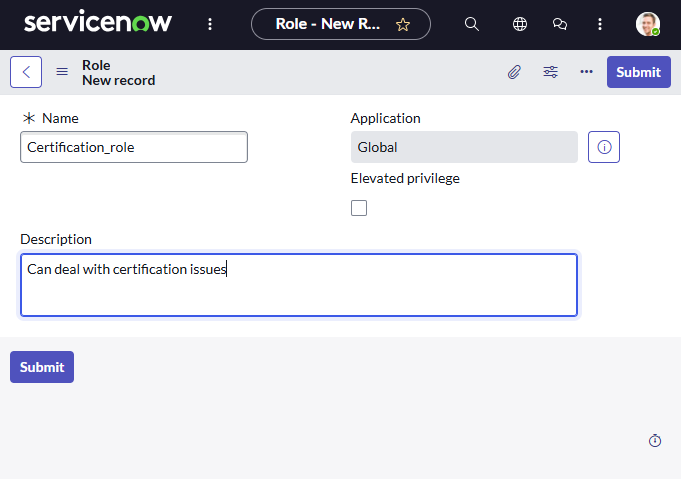 servicenow
Role - New R...
Role
New record
Submit
Name
Application
Certification_role
Global
Elevated privilege
Description
Can deal with certification issues
Submit